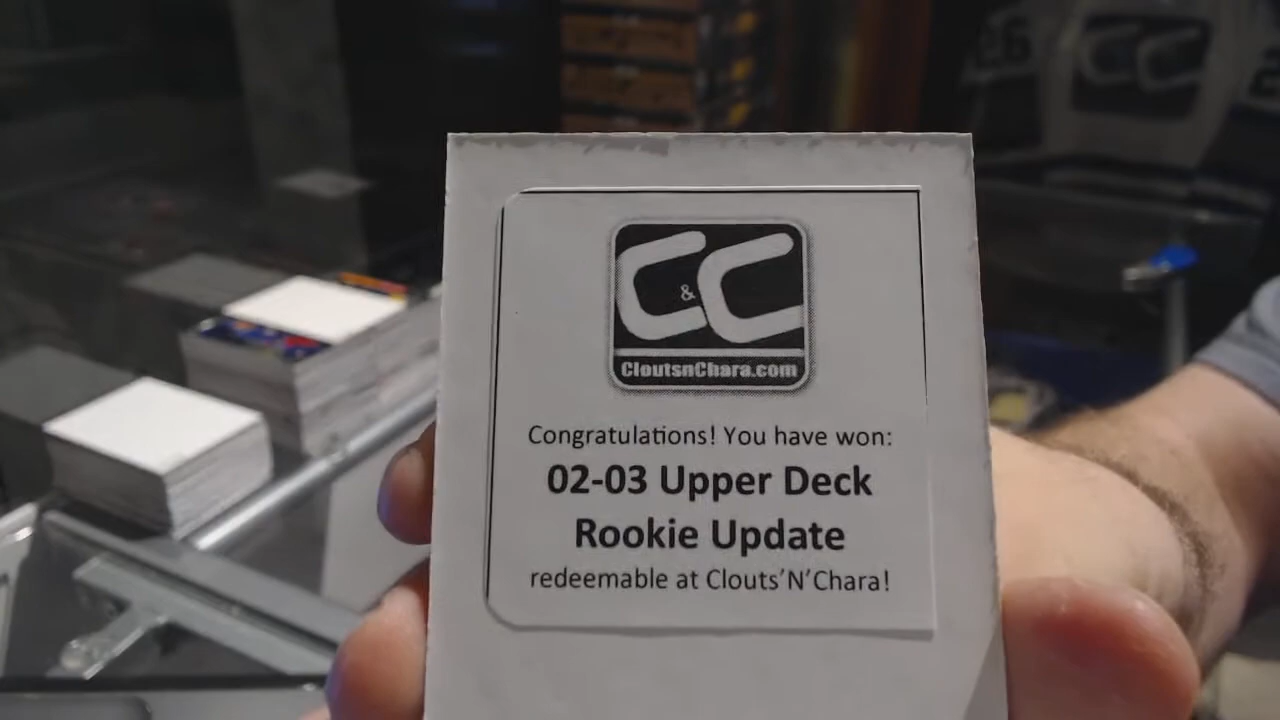 C&C
CloutsnChara.com
Congratulations! You have won:
02-03 Upper Deck
Rookie Update
redeemable at Clouts'N'Chara!